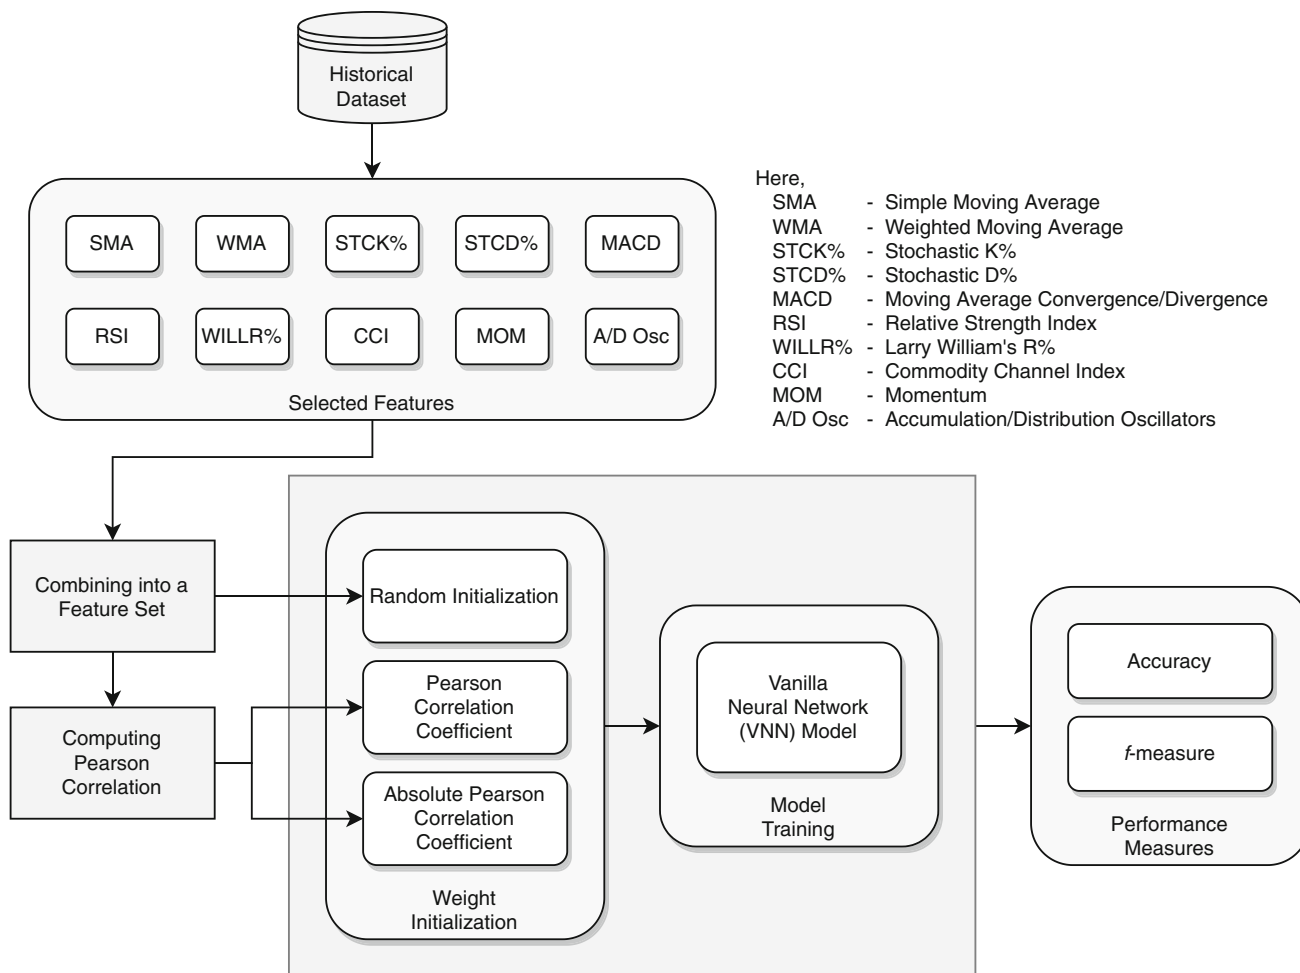 Historical
Dataset
SMA
WMA
STCK%
STCD%
MACD
RSI
WILLR%
CCI
MOM
A/D Osc
Selected Features
Here,
SMA - Simple Moving Average
WMA - Weighted Moving Average
STCK% - Stochastic K%
STCD% - Stochastic D%
MACD - Moving Average Convergence/Divergence
RSI - Relative Strength Index
WILLR% - Larry William's R%
CCI - Commodity Channel Index
MOM - Momentum
A/D Osc - Accumulation/Distribution Oscillators
Combining into a
Feature Set
Computing
Pearson
Correlation
Random Initialization
Pearson
Correlation
Coefficient
Absolute Pearson
Correlation
Coefficient
Weight
Initialization
Vanilla
Neural Network
(VNN) Model
Model
Training
Accuracy
f-measure
Performance
Measures